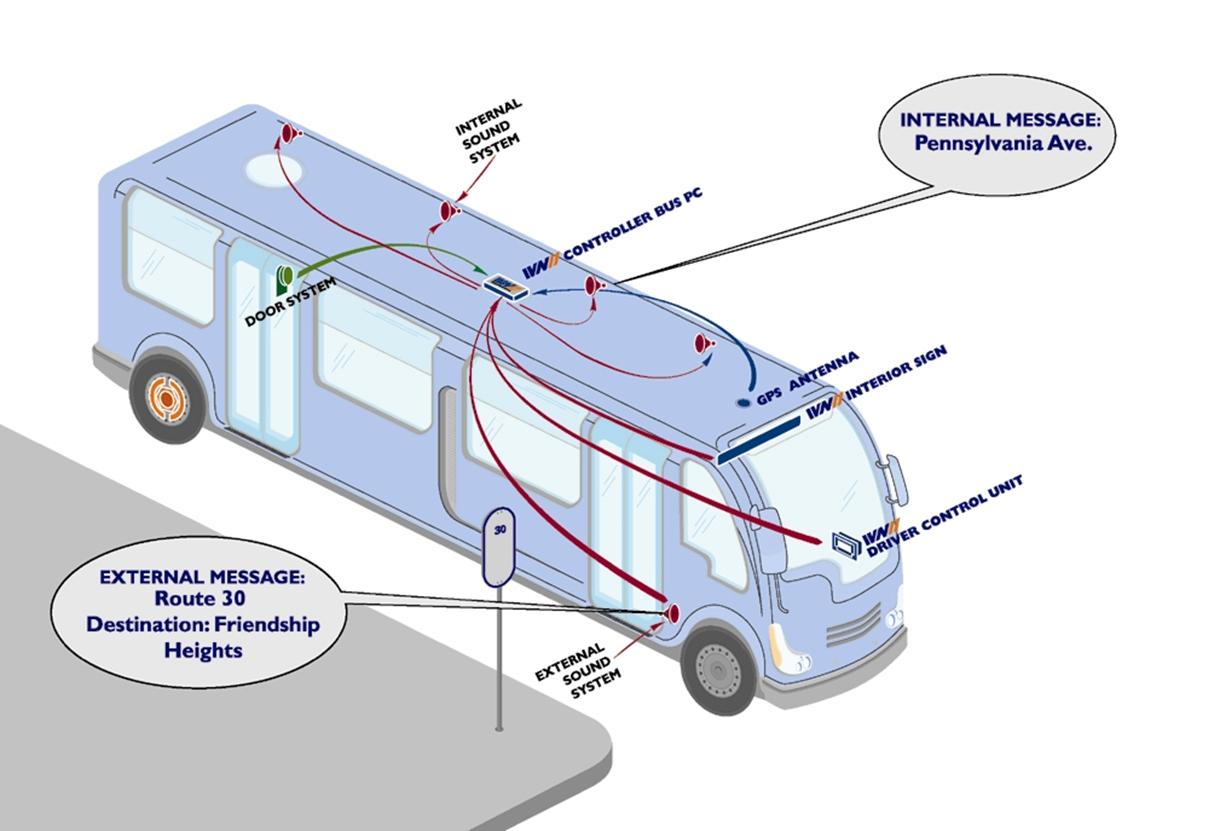 INTERNAL
SOUND
SYSTEM
INTERNAL MESSAGE:
Pennsylvania Ave.
CONTROLLER BUS PC
DOOR SYSTEM
GPS ANTENNA
INTERIOR SIGN
DRIVER CONTROL UNIT
30
EXTERNAL MESSAGE:
Route 30
Destination: Friendship
Heights
EXTERNAL
SOUND
SYSTEM